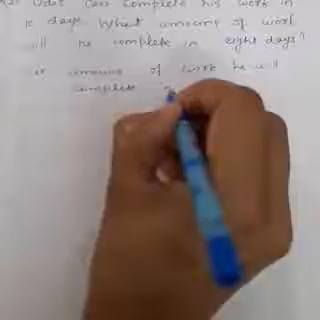 can complete his work in
days. What amount of work
will he complete in eight days?
amount of work he will
complete in